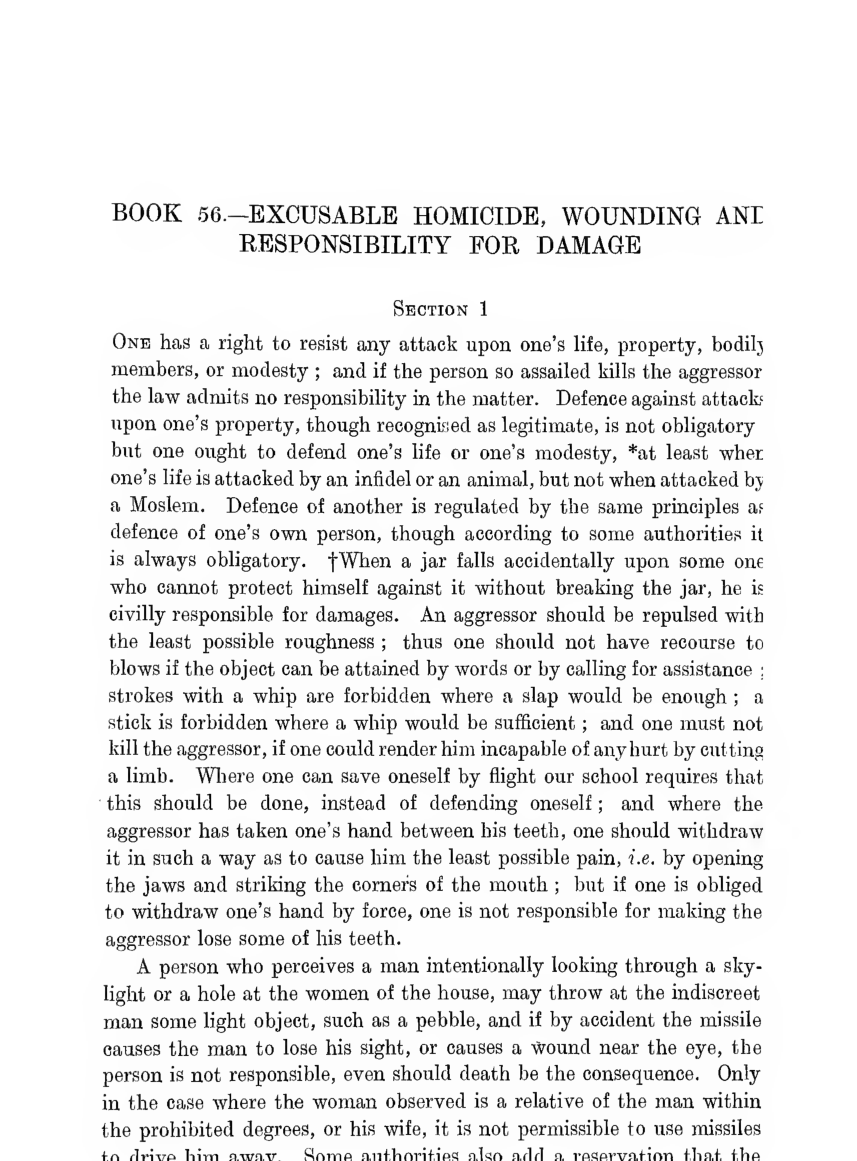 BOOK 56.—EXCUSABLE HOMICIDE, WOUNDING AND
RESPONSIBILITY FOR DAMAGE
SECTION 1
ONE has a right to resist any attack upon one's life, property, bodily
members, or modesty ; and if the person so assailed kills the aggressor
the law admits no responsibility in the matter. Defence against attacks
upon one's property, though recognised as legitimate, is not obligatory
but one ought to defend one's life or one's modesty, *at least when
one's life is attacked by an infidel or an animal, but not when attacked by
a Moslem. Defence of another is regulated by the same principles as
defence of one's own person, though according to some authorities it
is always obligatory. †When a jar falls accidentally upon some one
who cannot protect himself against it without breaking the jar, he is
civilly responsible for damages. An aggressor should be repulsed with
the least possible roughness ; thus one should not have recourse to
blows if the object can be attained by words or by calling for assistance ;
strokes with a whip are forbidden where a slap would be enough ; a
stick is forbidden where a whip would be sufficient ; and one must not
kill the aggressor, if one could render him incapable of any hurt by cutting
a limb. Where one can save oneself by flight our school requires that
this should be done, instead of defending oneself ; and where the
aggressor has taken one's hand between his teeth, one should withdraw
it in such a way as to cause him the least possible pain, i.e. by opening
the jaws and striking the corners of the mouth ; but if one is obliged
to withdraw one's hand by force, one is not responsible for making the
aggressor lose some of his teeth.
A person who perceives a man intentionally looking through a sky-
light or a hole at the women of the house, may throw at the indiscreet
man some light object, such as a pebble, and if by accident the missile
causes the man to lose his sight, or causes a wound near the eye, the
person is not responsible, even should death be the consequence. Only
in the case where the woman observed is a relative of the man within
the prohibited degrees, or his wife, it is not permissible to use missiles
to drive him away. Some authorities also add a reservation that the